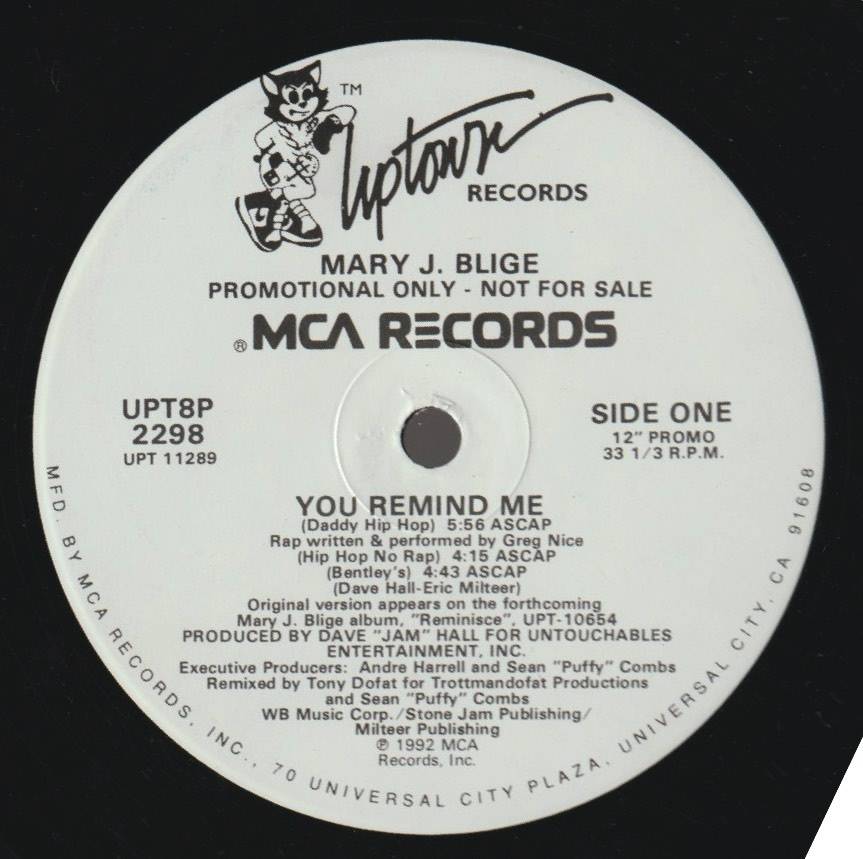 TM
Uptown
RECORDS
MARY J. BLIGE
PROMOTIONAL ONLY - NOT FOR SALE
® MCA RECORDS
UPT8P
2298
UPT 11289
SIDE ONE
12" PROMO
33 1/3 R.P.M.
YOU REMIND ME
(Daddy Hip Hop) 5:56 ASCAP
Rap written & performed by Greg Nice
(Hip Hop No Rap) 4:15 ASCAP
(Bentley's) 4:43 ASCAP
(Dave Hall-Eric Milteer)
Original version appears on the forthcoming
Mary J. Blige album, "Reminisce", UPT-10654
PRODUCED BY DAVE "JAM" HALL FOR UNTOUCHABLES
ENTERTAINMENT, INC.
Executive Producers: Andre Harrell and Sean "Puffy" Combs
Remixed by Tony Dofat for Trottmandofat Productions
and Sean "Puffy" Combs
WB Music Corp./Stone Jam Publishing/
Milteer Publishing
℗ 1992 MCA
Records, Inc.
MFD. BY MCA RECORDS, INC., 70 UNIVERSAL CITY PLAZA, UNIVERSAL CITY, CA 91608